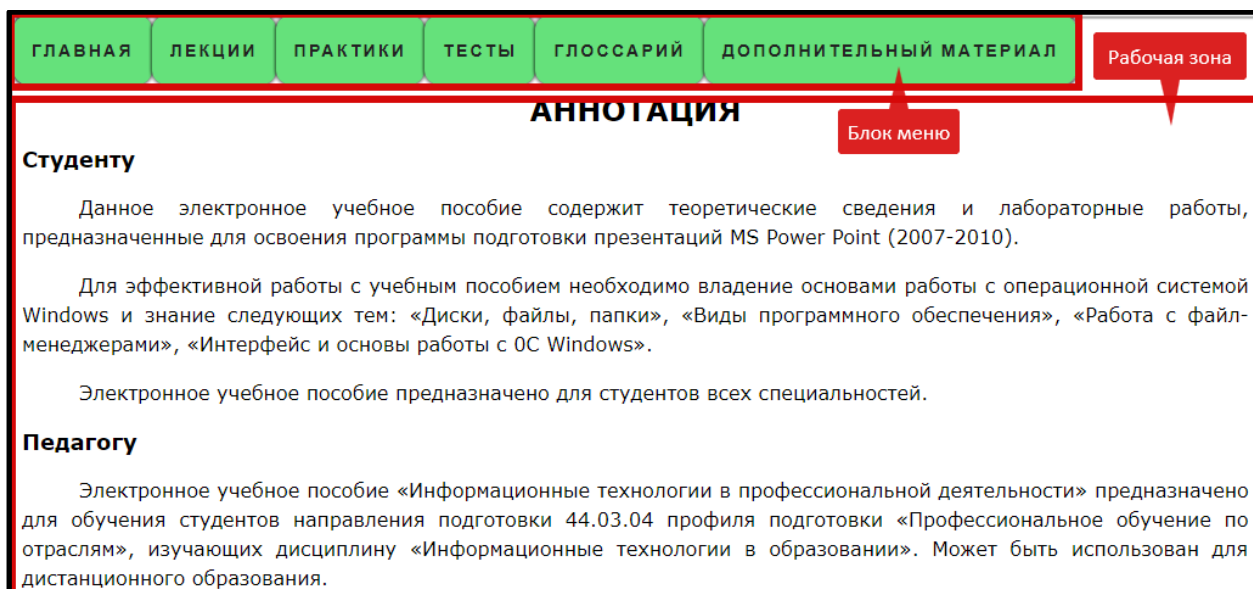 ГЛАВНАЯ ЛЕКЦИИ ПРАКТИКИ ТЕСТЫ ГЛОССАРИЙ ДОПОЛНИТЕЛЬНЫЙ МАТЕРИАЛ
Рабочая зона
АННОТАЦИЯ
Блок меню
Студенту
Данное электронное учебное пособие содержит теоретические сведения и лабораторные работы,
предназначенные для освоения программы подготовки презентаций MS Power Point (2007-2010).
Для эффективной работы с учебным пособием необходимо владение основами работы с операционной системой
Windows и знание следующих тем: «Диски, файлы, папки», «Виды программного обеспечения», «Работа с файл-
менеджерами», «Интерфейс и основы работы с 0С Windows».
Электронное учебное пособие предназначено для студентов всех специальностей.
Педагогу
Электронное учебное пособие «Информационные технологии в профессиональной деятельности» предназначено
для обучения студентов направления подготовки 44.03.04 профиля подготовки «Профессиональное обучение по
отраслям», изучающих дисциплину «Информационные технологии в образовании». Может быть использован для
дистанционного образования.